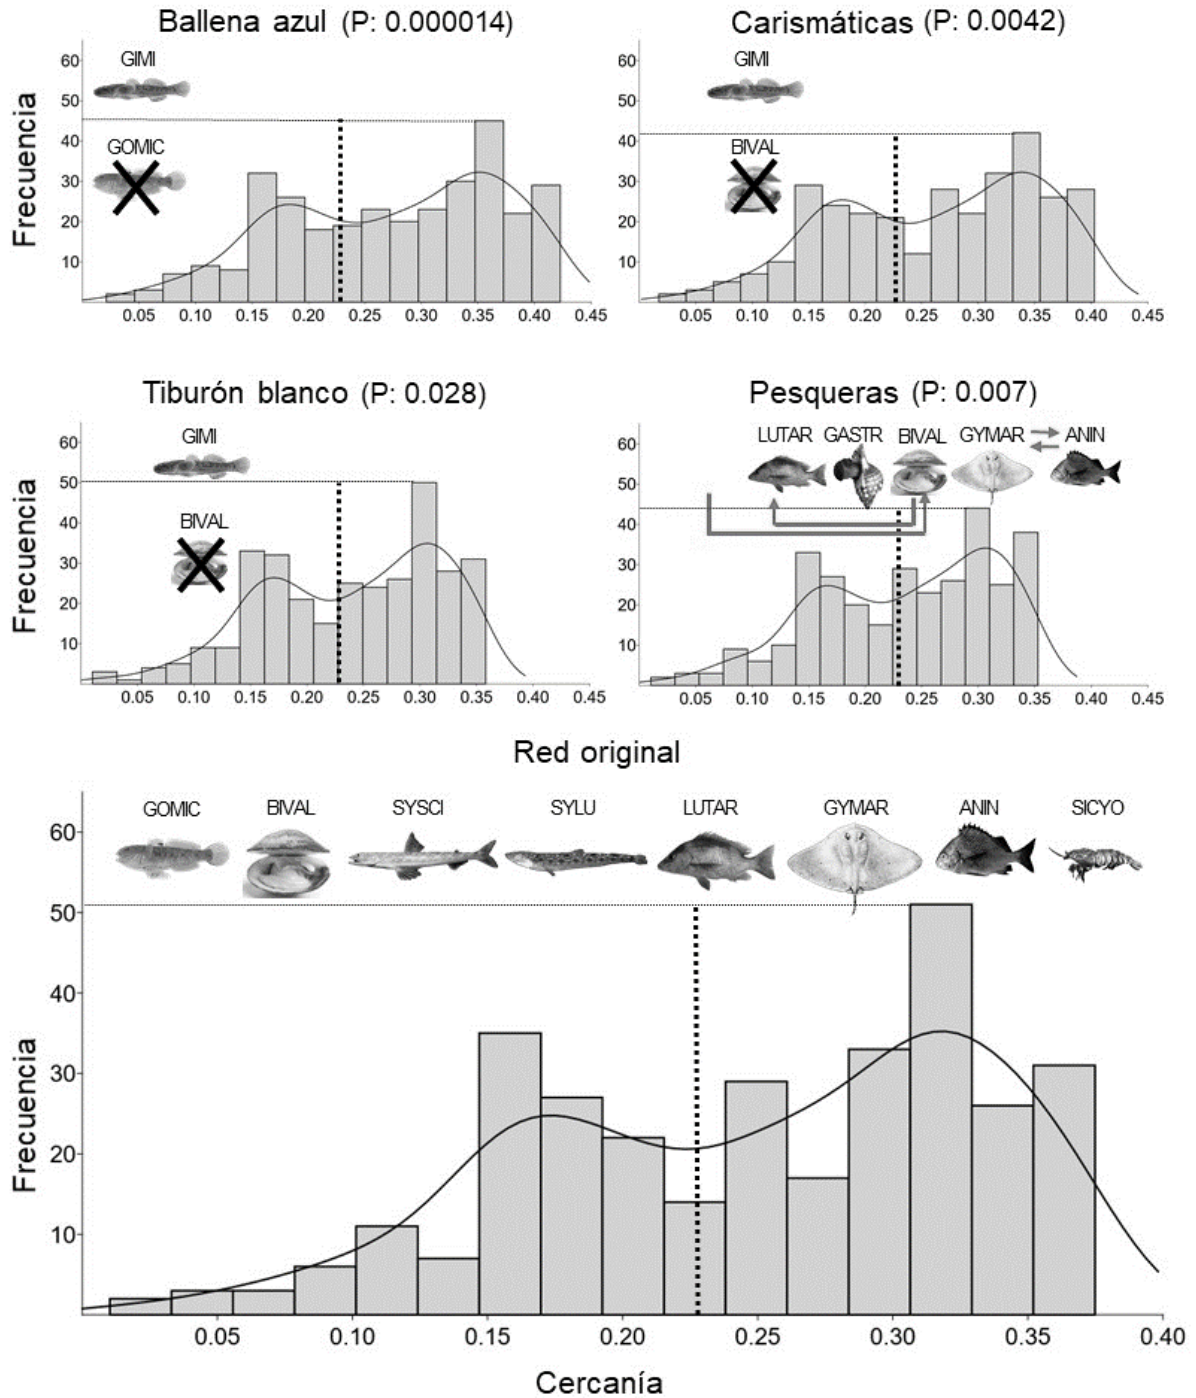 Ballena azul (P: 0.000014)
Frecuencia
60
50
40
30
20
10
GIMI
GOMIC
0.05 0.10 0.15 0.20 0.25 0.30 0.35 0.40 0.45
Carismáticas (P: 0.0042)
60
50
40
30
20
10
GIMI
BIVAL
0.05 0.10 0.15 0.20 0.25 0.30 0.35 0.40 0.45
Tiburón blanco (P: 0.028)
Frecuencia
60
50
40
30
20
10
GIMI
BIVAL
0.05 0.10 0.15 0.20 0.25 0.30 0.35 0.40 0.45
Pesqueras (P: 0.007)
60
50
40
30
20
10
LUTAR GASTR BIVAL GYMAR ANIN
0.05 0.10 0.15 0.20 0.25 0.30 0.35 0.40 0.45
Red original
Frecuencia
60
50
40
30
20
10
GOMIC BIVAL SYSCI SYLU LUTAR GYMAR ANIN SICYO
0.05 0.10 0.15 0.20 0.25 0.30 0.35 0.40
Cercanía